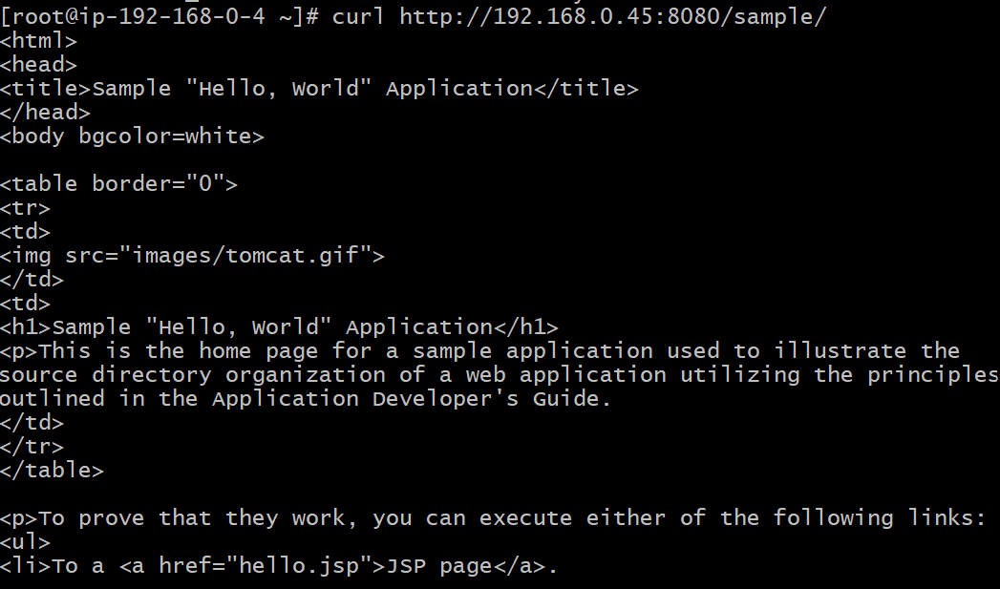 [root@ip-192-168-0-4 ~]# curl http://192.168.0.45:8080/sample/
<html>
<head>
<title>Sample "Hello, World" Application</title>
</head>
<body bgcolor=white>

<table border="0">
<tr>
<td>
<img src="images/tomcat.gif">
</td>
<td>
<h1>Sample "Hello, World" Application</h1>
<p>This is the home page for a sample application used to illustrate the
source directory organization of a web application utilizing the principles
outlined in the Application Developer's Guide.
</td>
</tr>
</table>

<p>To prove that they work, you can execute either of the following links:
<ul>
<li>To a <a href="hello.jsp">JSP page</a>.